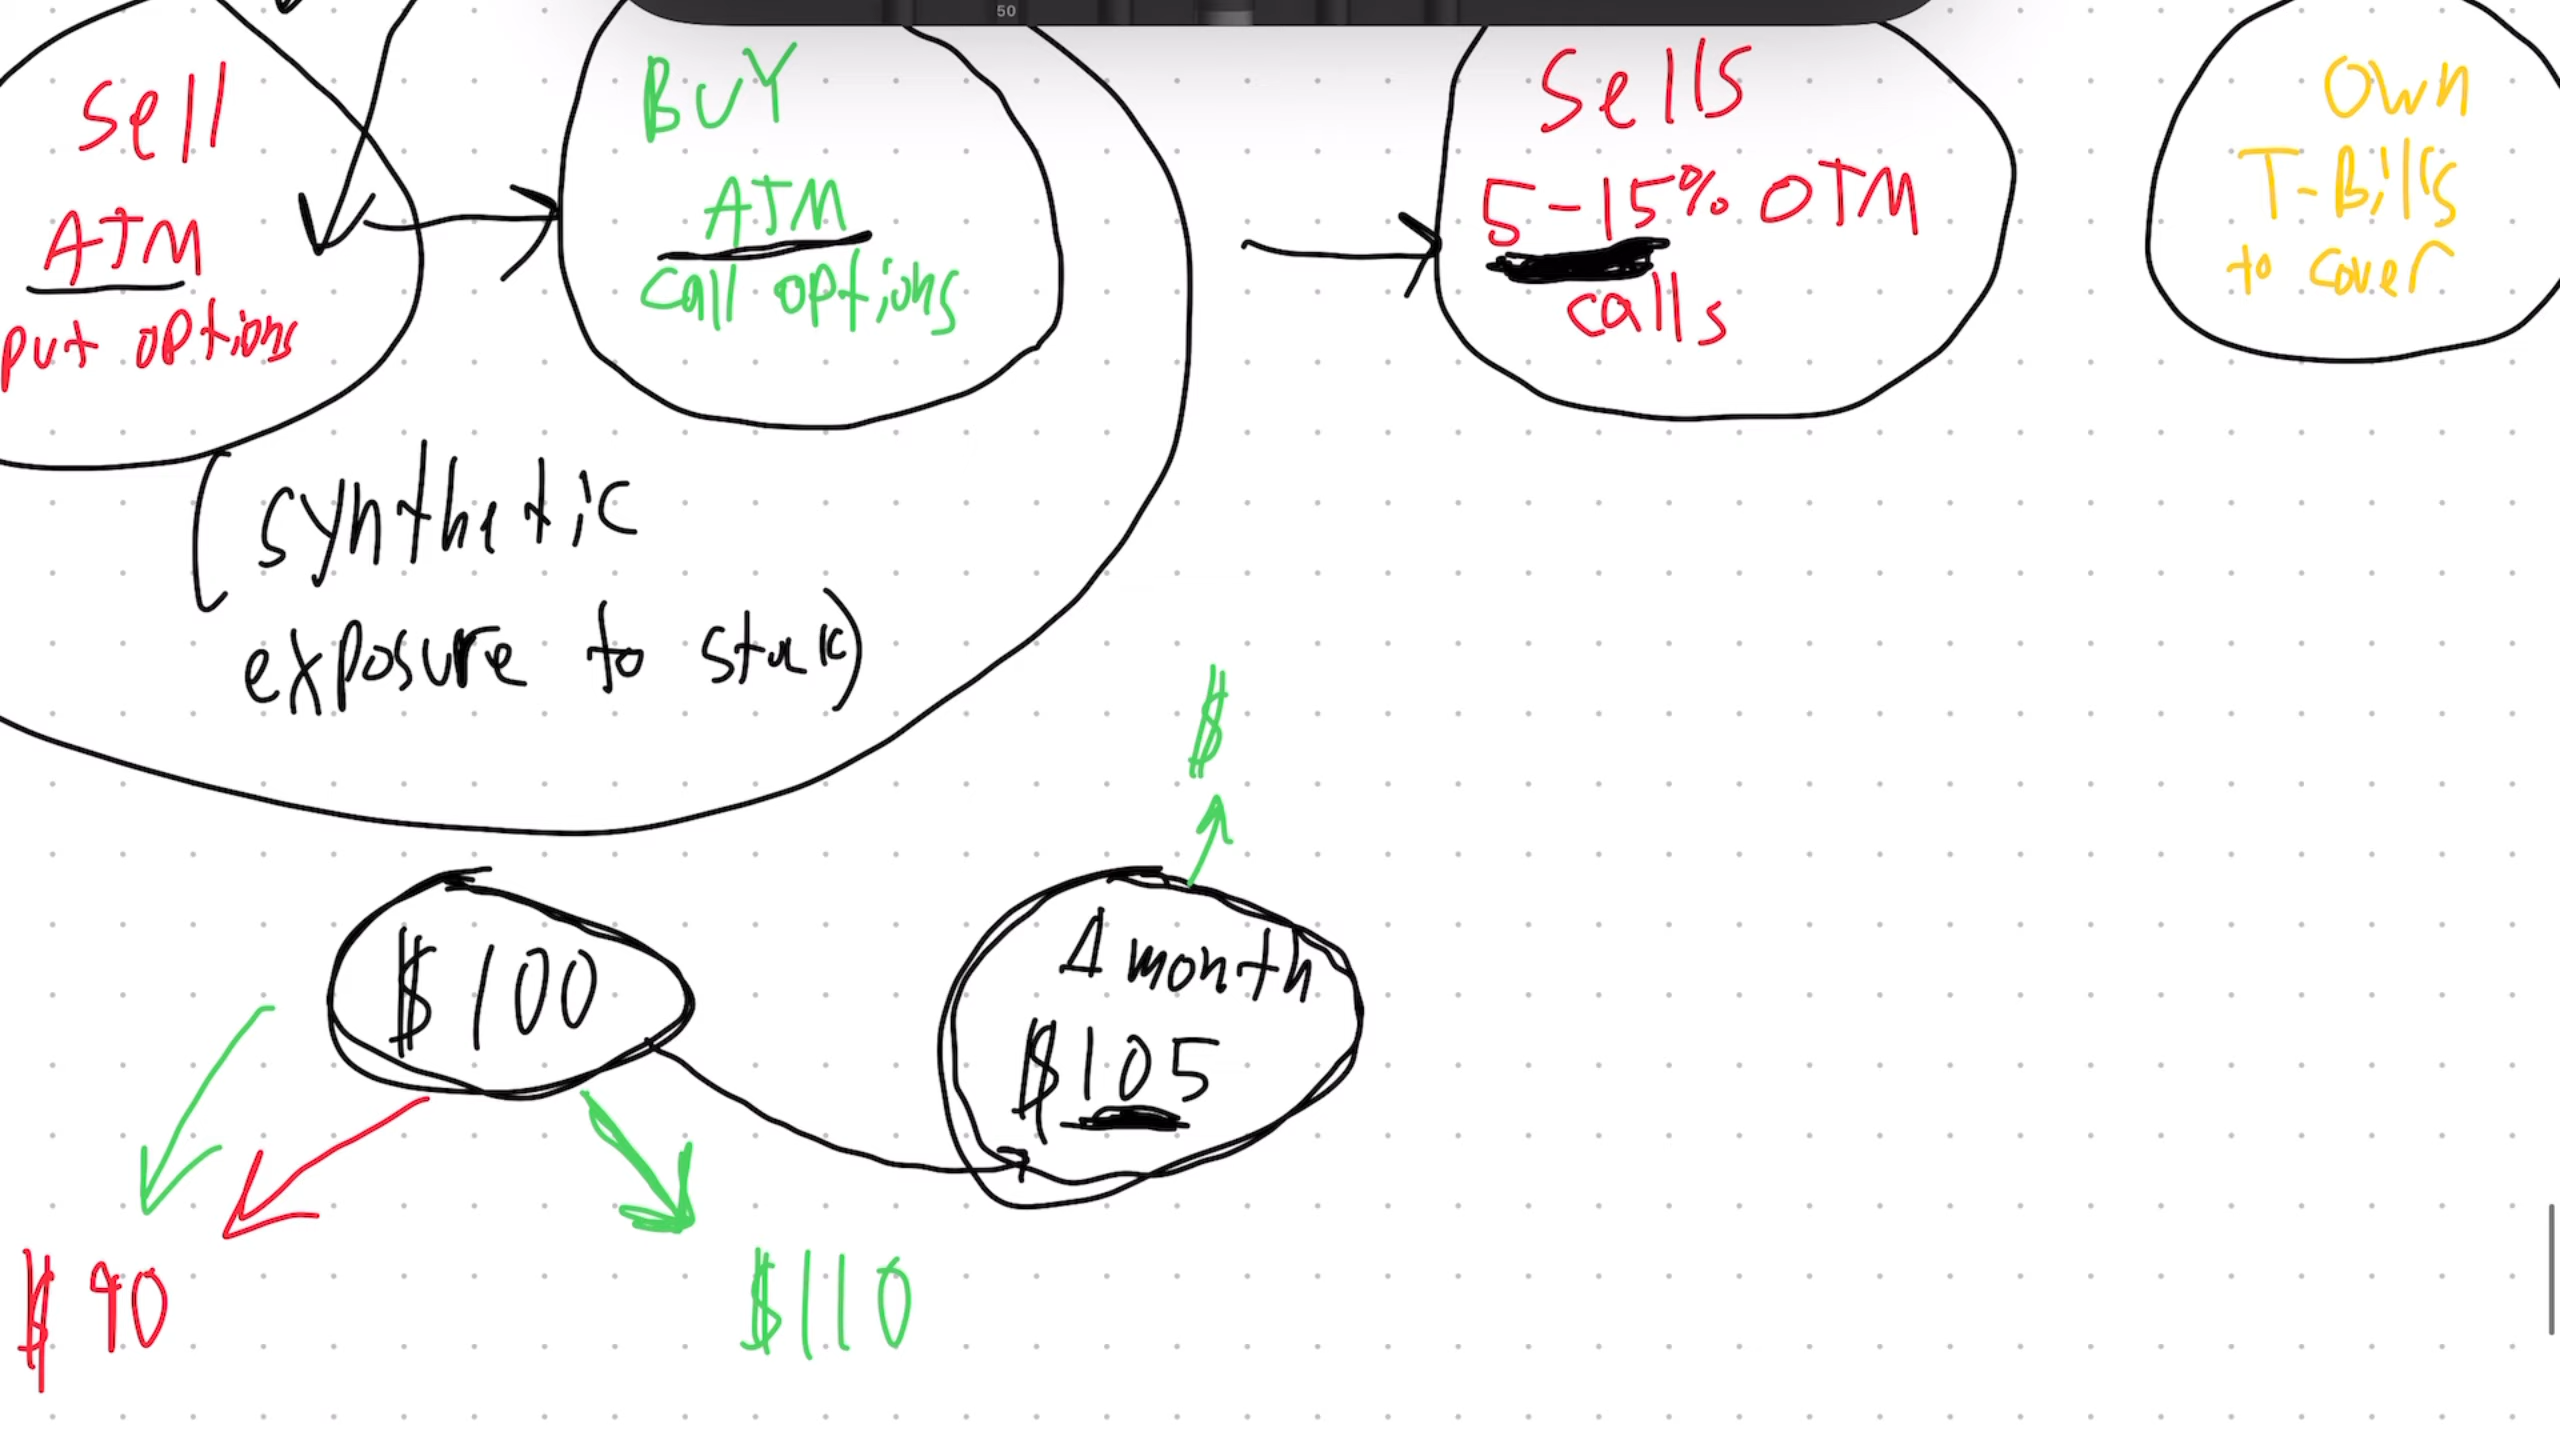 50
Sell
ATM
put options
BUY
ATM
call options
Sells
5-15% OTM
calls
Own
T-Bills
to cover
(synthetic
exposure to stock)
$
$100
1 month
$105
$90
$110